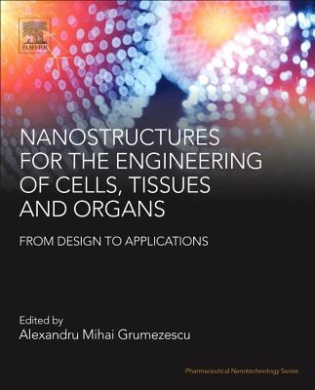 ELSEVIER
NANOSTRUCTURES
FOR THE ENGINEERING
OF CELLS, TISSUES
AND ORGANS
FROM DESIGN TO APPLICATIONS
Edited by
Alexandru Mihai Grumezescu
Pharmaceutical Nanotechnology Series